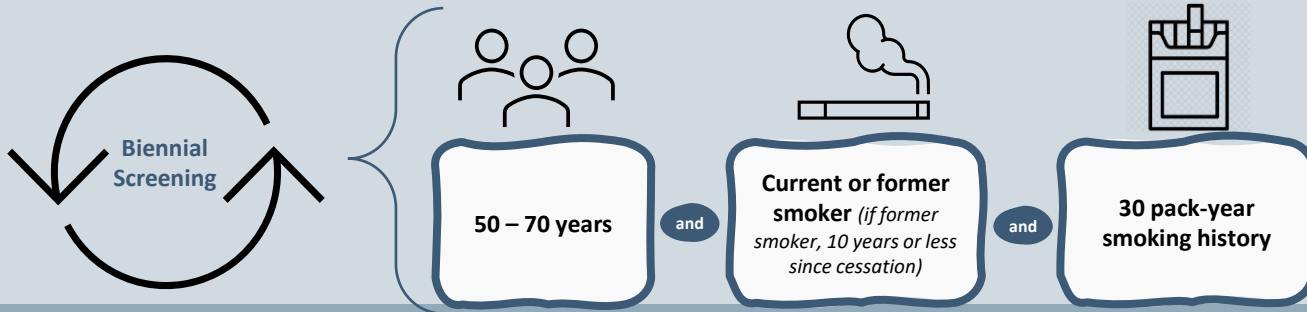 Biennial
Screening
50 – 70 years
and
Current or former
smoker (if former
smoker, 10 years or less
since cessation)
and
30 pack-year
smoking history